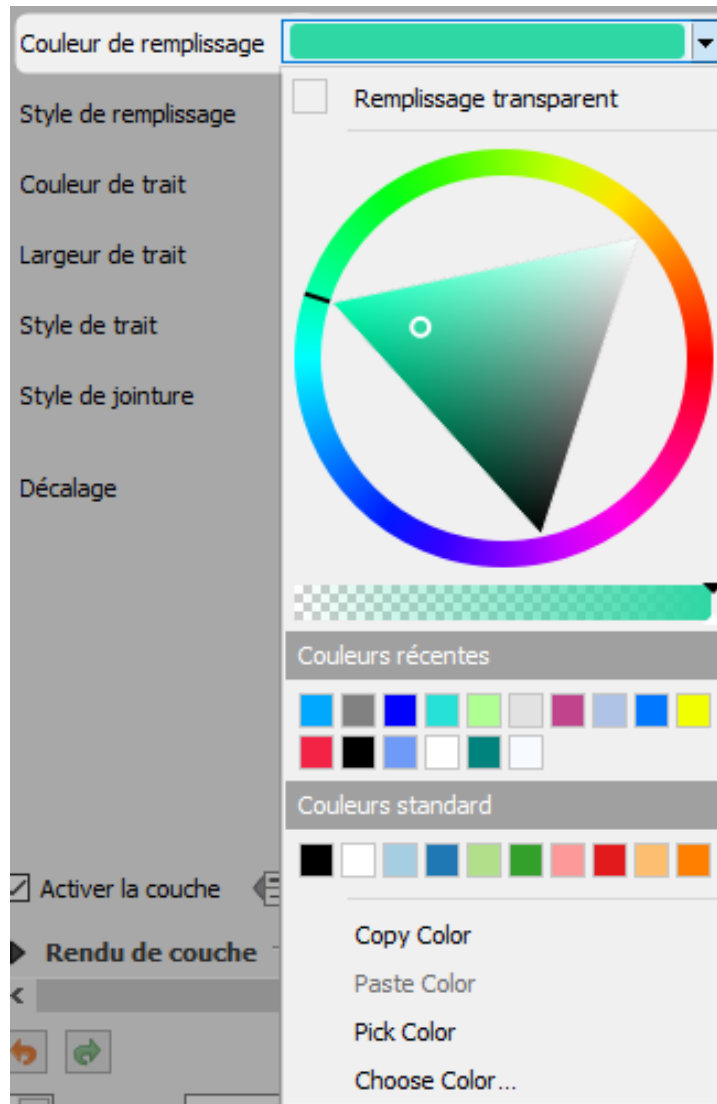 Couleur de remplissage
Remplissage transparent
Style de remplissage
Couleur de trait
Largeur de trait
Style de trait
Style de jointure
Décalage
Couleurs récentes
Couleurs standard
Activer la couche
Rendu de couche
Copy Color
Paste Color
Pick Color
Choose Color...